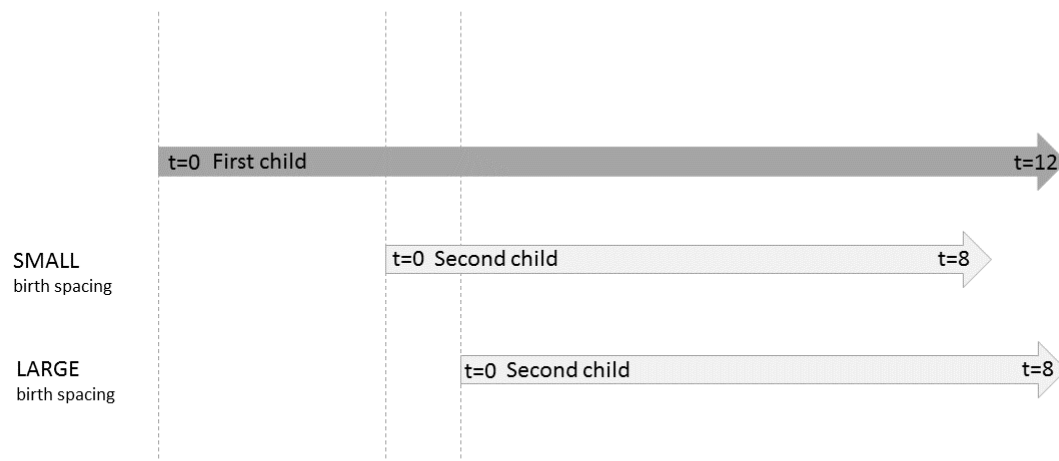 t=0 First child t=12
SMALL
birth spacing
t=0 Second child t=8
LARGE
birth spacing
t=0 Second child t=8